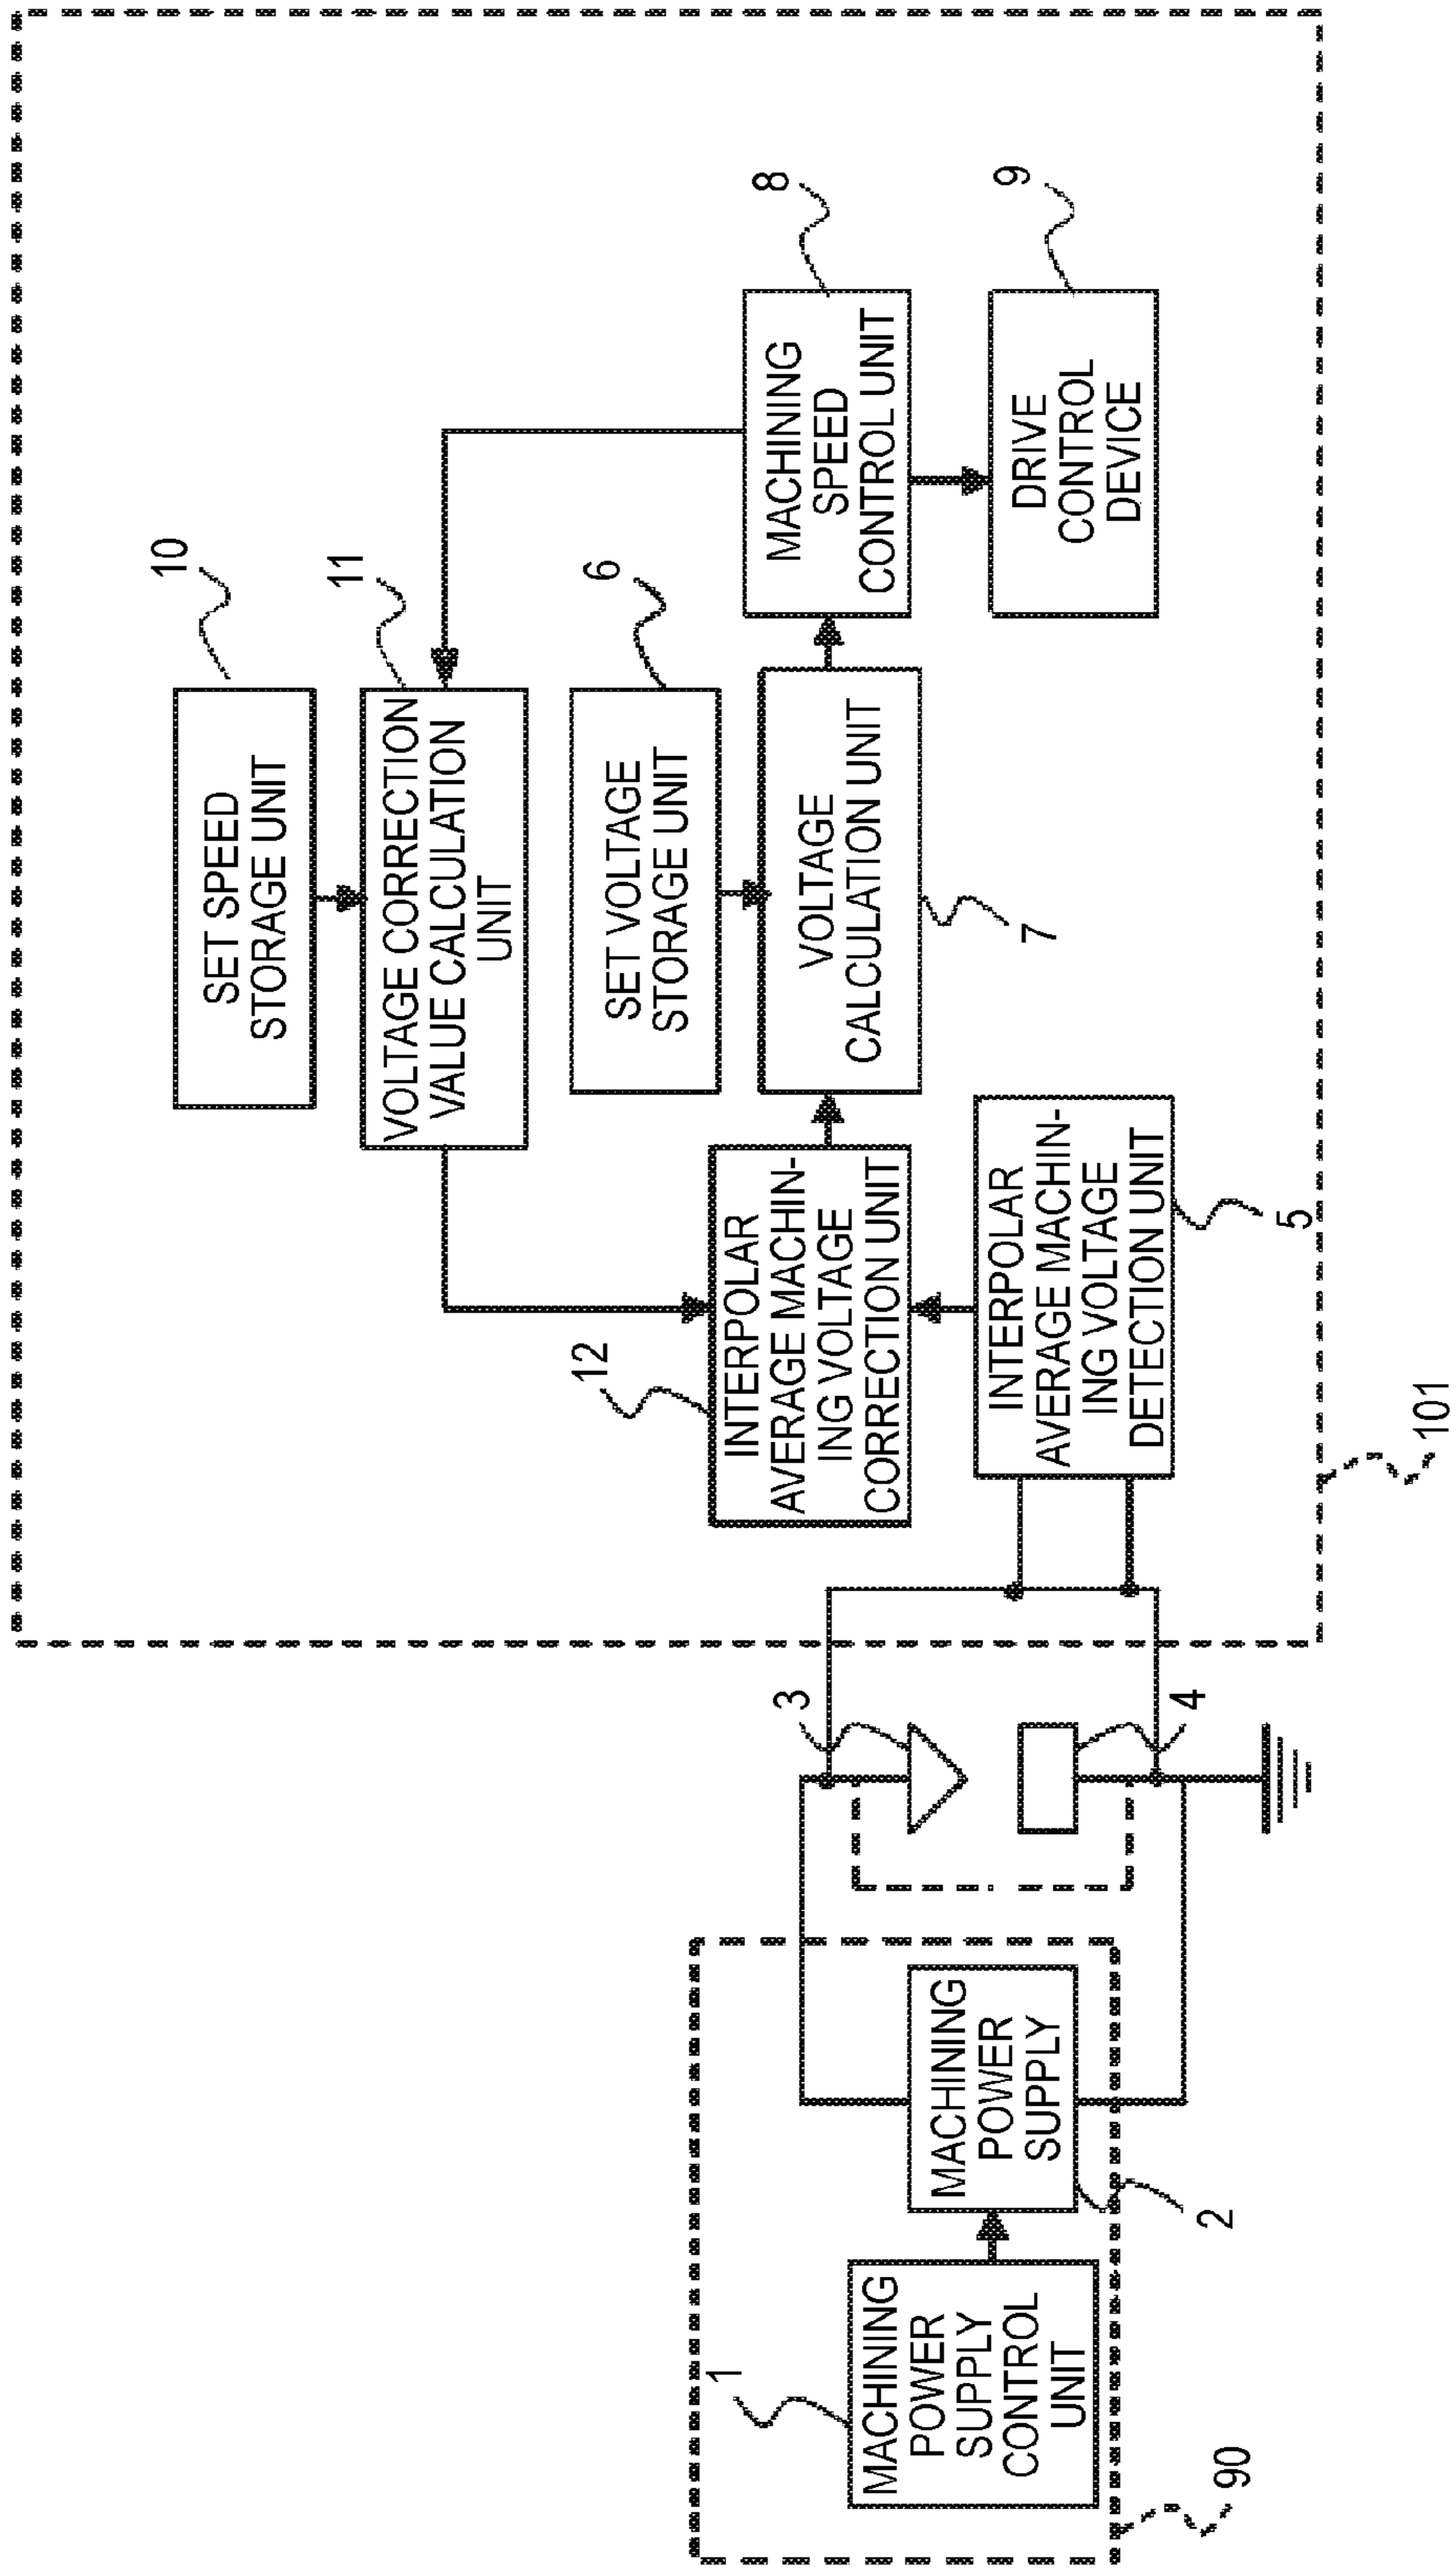 10
SET SPEED
STORAGE UNIT
11
VOLTAGE CORRECTION
VALUE CALCULATION
UNIT
6
SET VOLTAGE
STORAGE UNIT
12
INTERPOLAR
AVERAGE MACHIN-
ING VOLTAGE
CORRECTION UNIT
VOLTAGE
CALCULATION UNIT
7
8
MACHINING
SPEED
CONTROL UNIT
9
DRIVE
CONTROL
DEVICE
INTERPOLAR
AVERAGE MACHIN-
ING VOLTAGE
DETECTION UNIT
5
101
3
4
1
MACHINING
POWER
SUPPLY
CONTROL
UNIT
MACHINING
POWER
SUPPLY
2
90